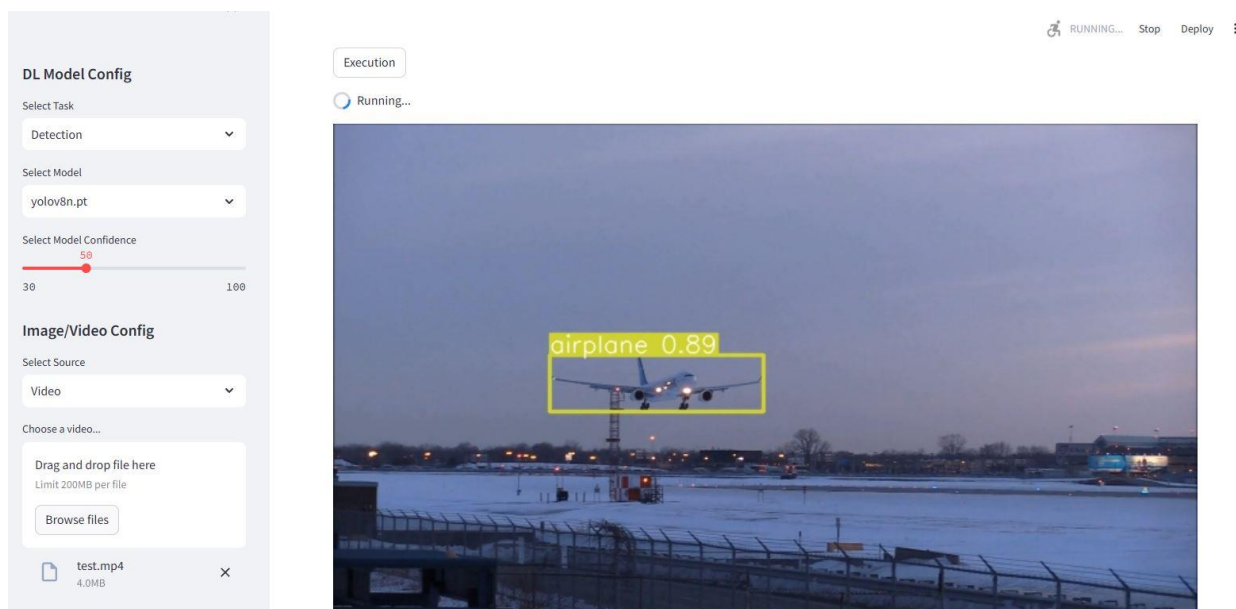 RUNNING... Stop Deploy
DL Model Config
Select Task
Detection
Select Model
yolov8n.pt
Select Model Confidence
50
30 100
Image/Video Config
Select Source
Video
Choose a video...
Drag and drop file here
Limit 200MB per file
Browse files
test.mp4
4.0MB
Execution
Running...
airplane 0.89